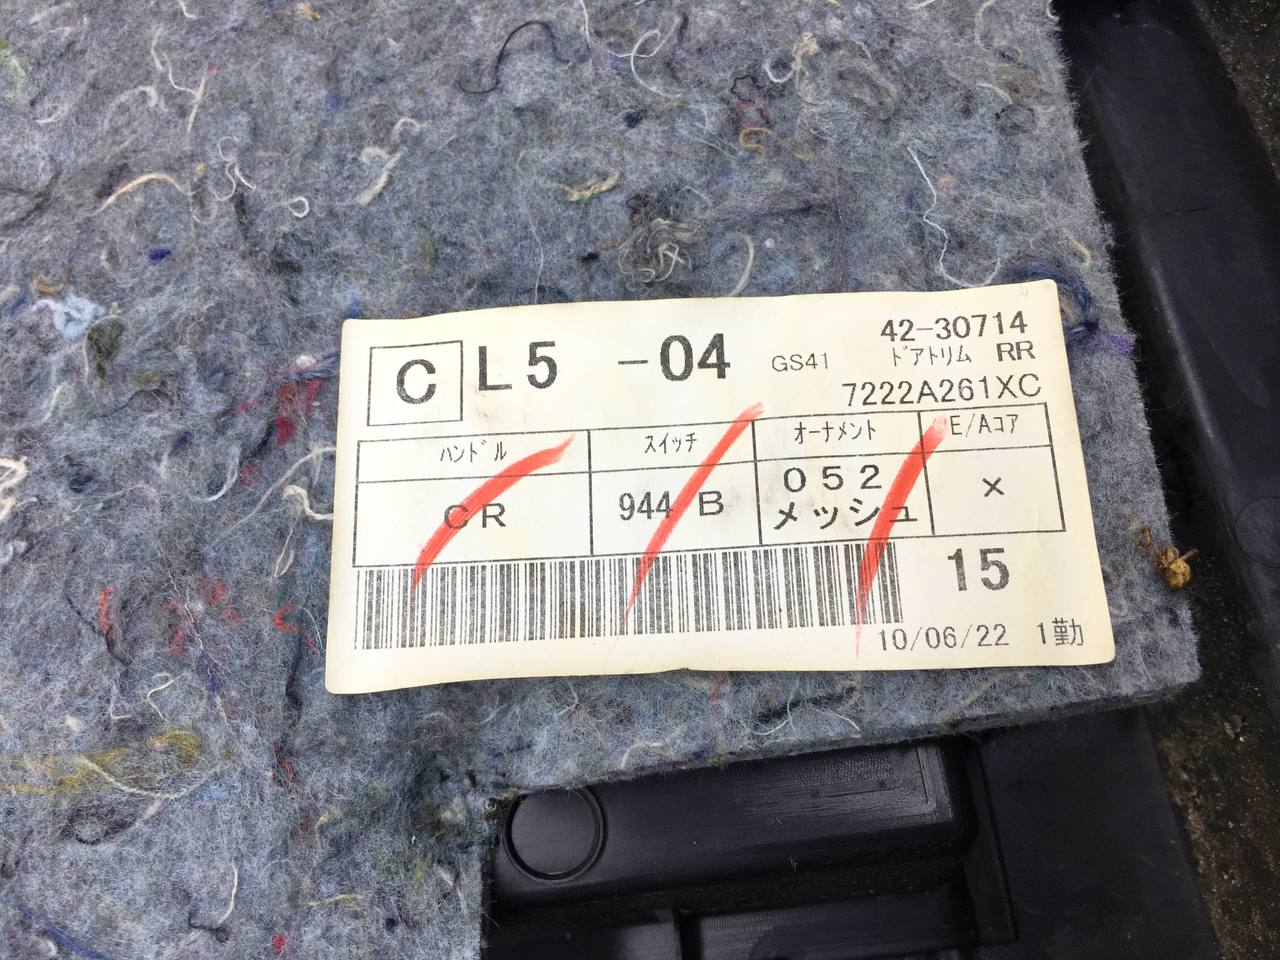 C L5 -04 GS41 42-30714
ﾄﾞｱﾄﾘﾑ RR
7222A261XC
ﾊﾝﾄﾞﾙ ｽｲｯﾁ ｵｰﾅﾒﾝﾄ E/Aｺｱ
CR 944 B 052 ×
メッシュ
15
10/06/22 1勤